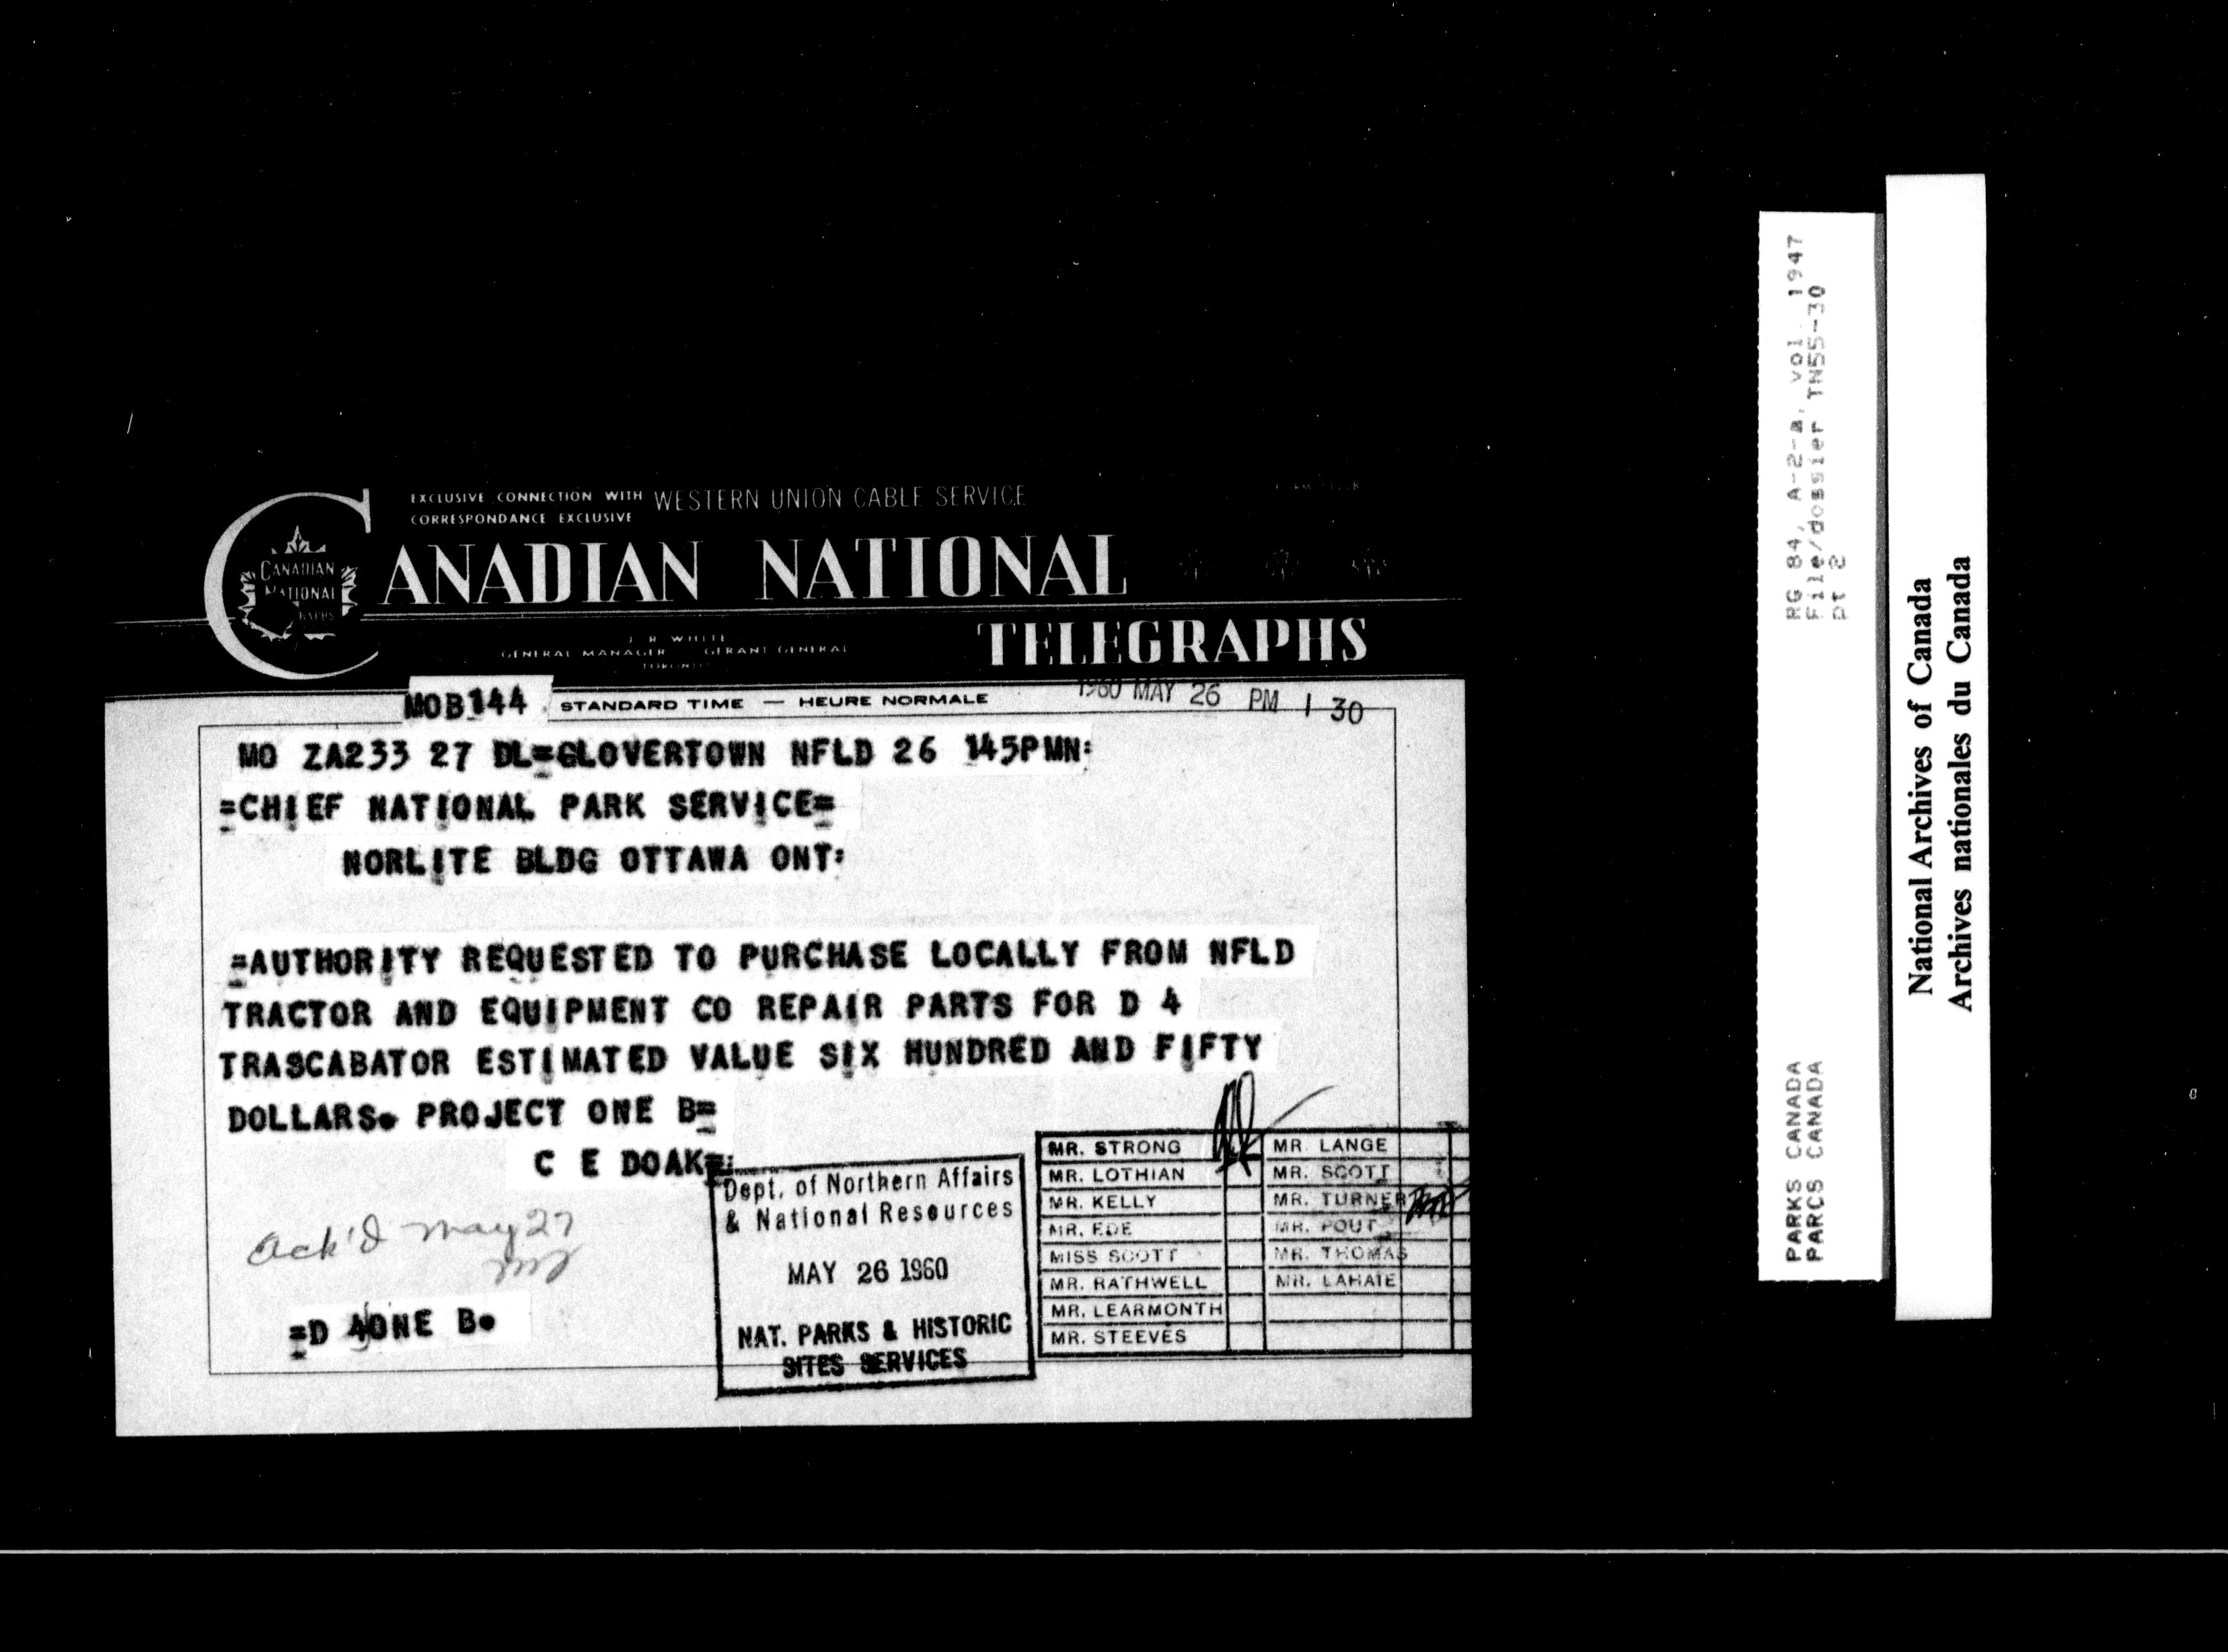 EXCLUSIVE CONNECTION WITH WESTERN UNION CABLE SERVICE
CORRESPONDANCE EXCLUSIVE
CANADIAN NATIONAL
CANADIAN
NATIONAL
TELEGRAPHS
J. R. WHITE
GENERAL MANAGER GERANT GENERAL
TORONTO
MOB144 STANDARD TIME — HEURE NORMALE 1960 MAY 26 PM 1 30
MO ZA233 27 DL=GLOVERTOWN NFLD 26 145PMN:
=CHIEF NATIONAL PARK SERVICE=
NORLITE BLDG OTTAWA ONT:
=AUTHORITY REQUESTED TO PURCHASE LOCALLY FROM NFLD
TRACTOR AND EQUIPMENT CO REPAIR PARTS FOR D 4
TRASCABATOR ESTIMATED VALUE SIX HUNDRED AND FIFTY
DOLLARS. PROJECT ONE B=
C E DOAK=:
Ack'd May 27
=D 4 ONE B.
Dept. of Northern Affairs
& National Resources
MAY 26 1960
NAT. PARKS & HISTORIC
SITES SERVICES
MR. STRONG MR. LANGE
MR. LOTHIAN MR. SCOTT
MR. KELLY MR. TURNER
MR. EDE MR. POUT
MISS SCOTT MR. THOMAS
MR. RATHWELL MR. LAHAIE
MR. LEARMONTH
MR. STEEVES
RG 84, A-2-a, vol. 1947
File/dossier TN55-30
pt 2
PARKS CANADA
PARCS CANADA
National Archives of Canada
Archives nationales du Canada